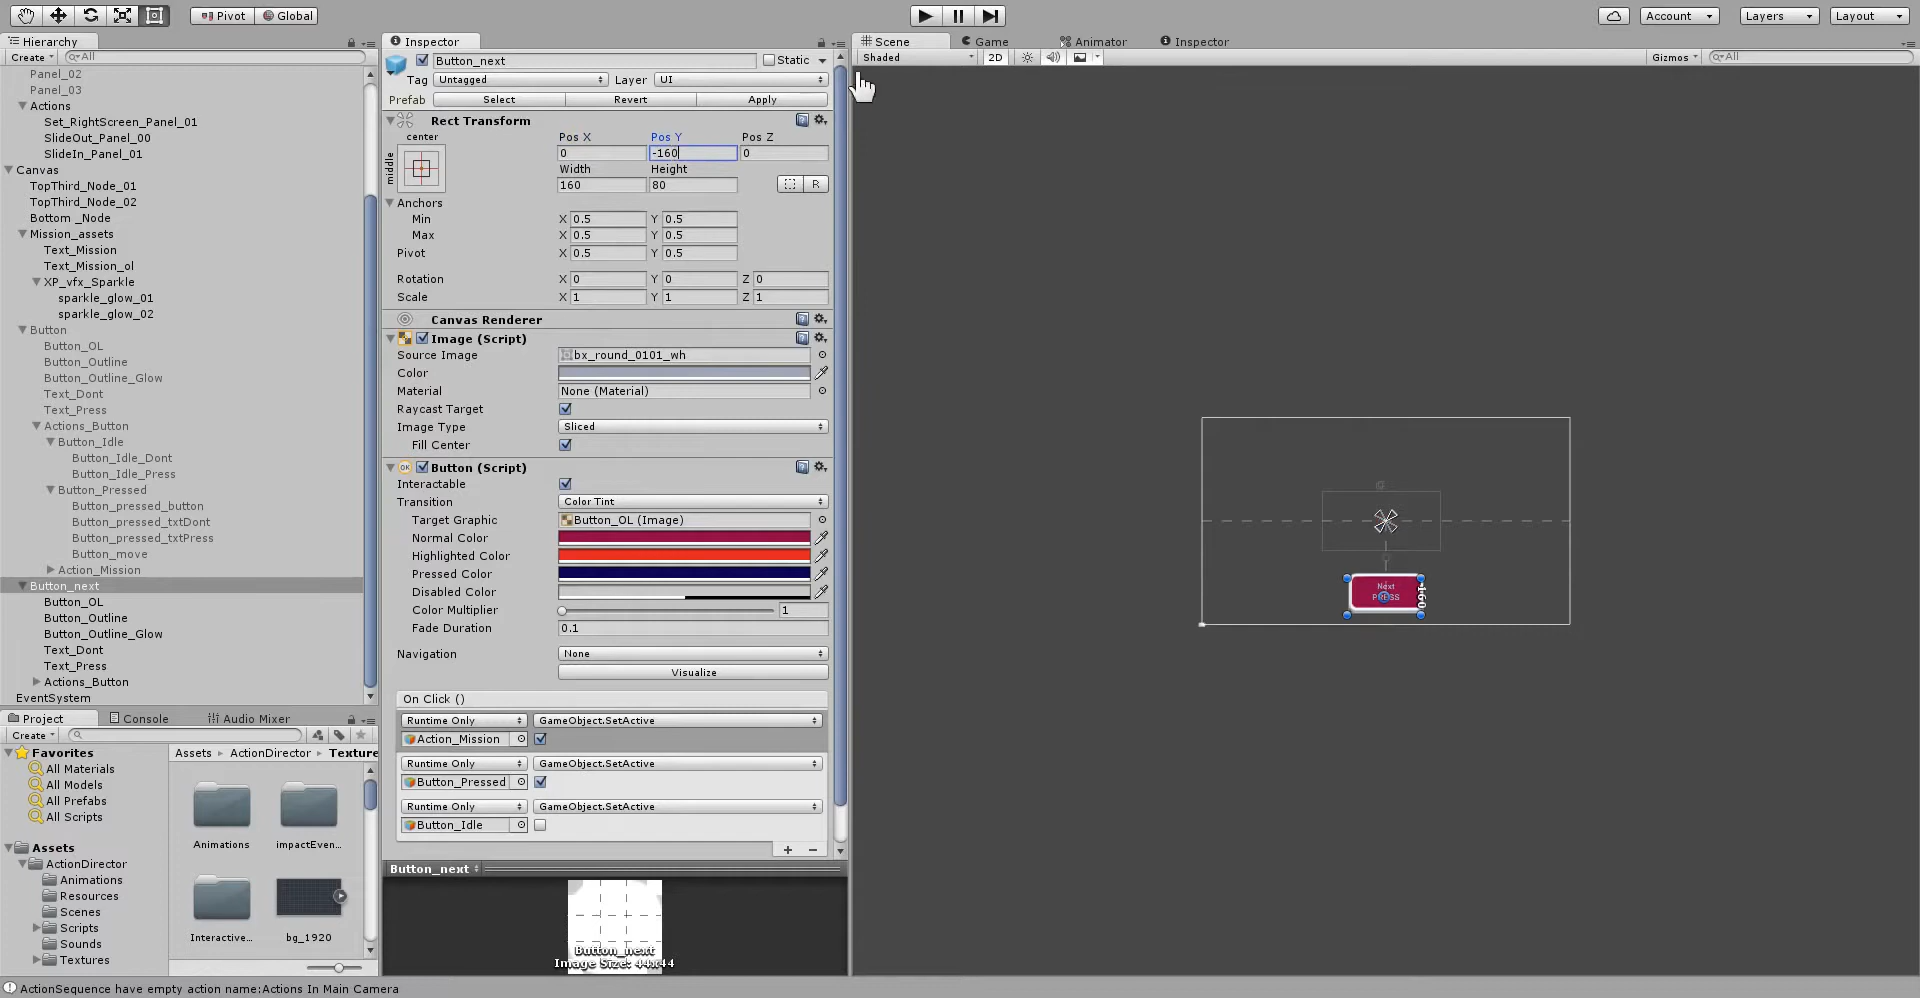 Pivot
Global
Account
Layers
Layout
Hierarchy
Create
All
Panel_02
Panel_03
Actions
Set_RightScreen_Panel_01
SlideOut_Panel_00
SlideIn_Panel_01
Canvas
TopThird_Node_01
TopThird_Node_02
Bottom _Node
Mission_assets
Text_Mission
Text_Mission_ol
XP_vfx_Sparkle
sparkle_glow_01
sparkle_glow_02
Button
Button_OL
Button_Outline
Button_Outline_Glow
Text_Dont
Text_Press
Actions_Button
Button_Idle
Button_Idle_Dont
Button_Idle_Press
Button_Pressed
Button_pressed_button
Button_pressed_txtDont
Button_pressed_txtPress
Button_move
Action_Mission
Button_next
Button_OL
Button_Outline
Button_Outline_Glow
Text_Dont
Text_Press
Actions_Button
EventSystem
Project
Console
Audio Mixer
Create
Favorites
All Materials
All Models
All Prefabs
All Scripts
Assets
ActionDirector
Animations
Resources
Scenes
Scripts
Sounds
Textures
Assets ActionDirector Texture
Animations
impactEven...
Interactive...
bg_1920
Inspector
Button_next
Static
Tag Untagged Layer UI
Prefab Select Revert Apply
Rect Transform
center
middle
Pos X Pos Y Pos Z
0 -160 0
Width Height
160 80
R
Anchors
Min X 0.5 Y 0.5
Max X 0.5 Y 0.5
Pivot X 0.5 Y 0.5
Rotation X 0 Y 0 Z 0
Scale X 1 Y 1 Z 1
Canvas Renderer
Image (Script)
Source Image bx_round_0101_wh
Color
Material None (Material)
Raycast Target
Image Type Sliced
Fill Center
OK Button (Script)
Interactable
Transition Color Tint
Target Graphic Button_OL (Image)
Normal Color
Highlighted Color
Pressed Color
Disabled Color
Color Multiplier 1
Fade Duration 0.1
Navigation None
Visualize
On Click ()
Runtime Only GameObject.SetActive
Action_Mission
Runtime Only GameObject.SetActive
Button_Pressed
Runtime Only GameObject.SetActive
Button_Idle
Button_next
Button_next
Image Size: 44x44
Scene
Game
Animator
Inspector
Shaded
2D
Gizmos
All
Next
PRESS
-160
ActionSequence have empty action name:Actions In Main Camera